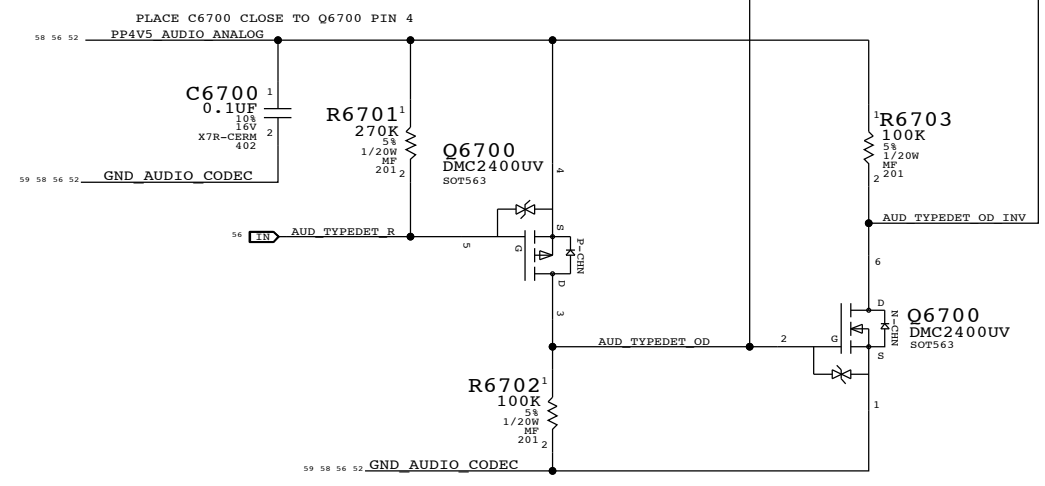 PLACE C6700 CLOSE TO Q6700 PIN 4
58 56 52 PP4V5_AUDIO_ANALOG
C6700
0.1UF
10%
16V
X7R-CERM
402
1
2
R6701
270K
5%
1/20W
MF
201
1
2
Q6700
DMC2400UV
SOT563
4
R6703
100K
5%
1/20W
MF
201
1
2
59 58 56 52 GND_AUDIO_CODEC
56 IN AUD_TYPEDET_R
5
G
S
P-CHN
D
3
AUD_TYPEDET_OD_INV
6
D
N-CHN
G
S
Q6700
DMC2400UV
SOT563
AUD_TYPEDET_OD
2
1
R6702
100K
5%
1/20W
MF
201
1
2
59 58 56 52 GND_AUDIO_CODEC